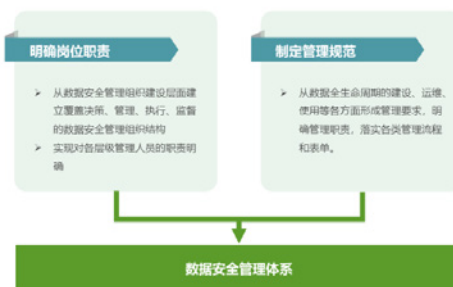 明确岗位职责
从数据安全管理组织建设层面建
立覆盖决策、管理、执行、监督
的数据安全管理组织结构
实现对各层级管理人员的职责明
确
制定管理规范
从数据全生命周期的建设、运维、
使用等各方面形成管理要求，明
确管理职责，落实各类管理流程
和表单。
数据安全管理体系